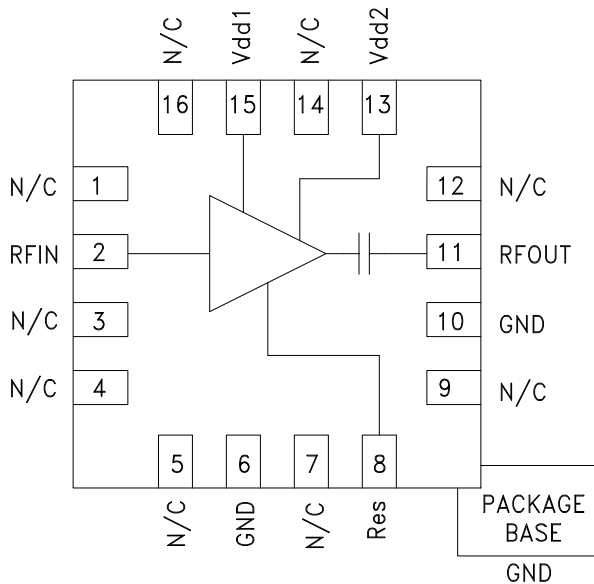 N/C Vdd1 N/C Vdd2
16 15 14 13
N/C 1 12 N/C
RFIN 2 11 RFOUT
N/C 3 10 GND
N/C 4 9 N/C
5 6 7 8
N/C GND N/C Res
PACKAGE
BASE
GND